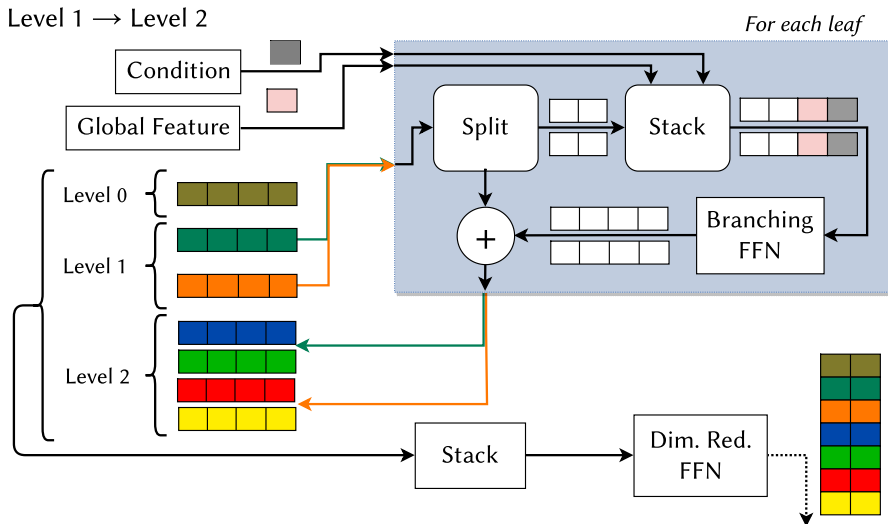 Level 1 → Level 2
For each leaf
Condition
Global Feature
Split
Stack
Level 0
Level 1
+
Branching
FFN
Level 2
Stack
Dim. Red.
FFN